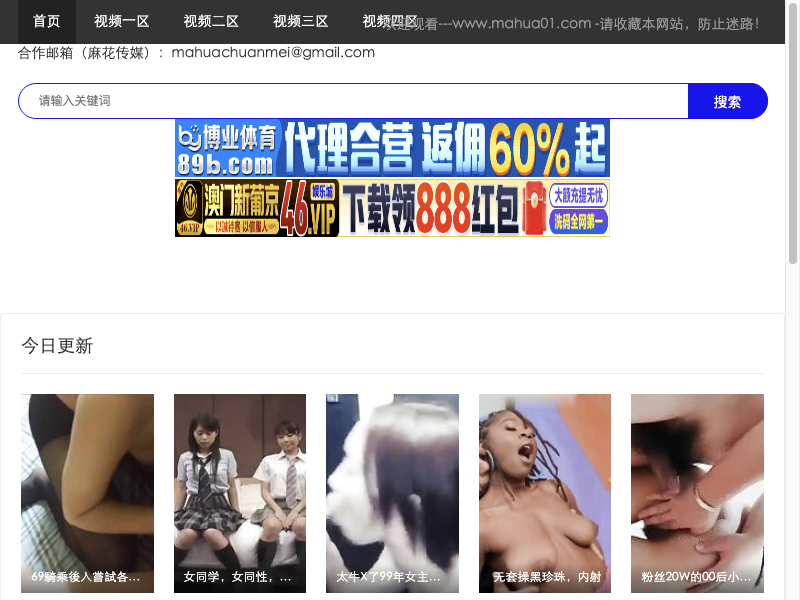 首页 视频一区 视频二区 视频三区 视频四区
欢迎观看---www.mahua01.com -请收藏本网站，防止迷路！
合作邮箱（麻花传媒）：mahuachuanmei@gmail.com
请输入关键词 搜索
博业体育 代理合营 返佣60%起
89b.com
澳门新葡京 46.VIP 娱乐城 下载领888红包 大额充提无忧
46.VIP 以诚待客 以信服人 洗码全网第一
今日更新
69騎乘後入嘗試各... 女同学，女同性，... 太牛X了99年女主... 无套操黑珍珠，内射 粉丝20W的00后小...